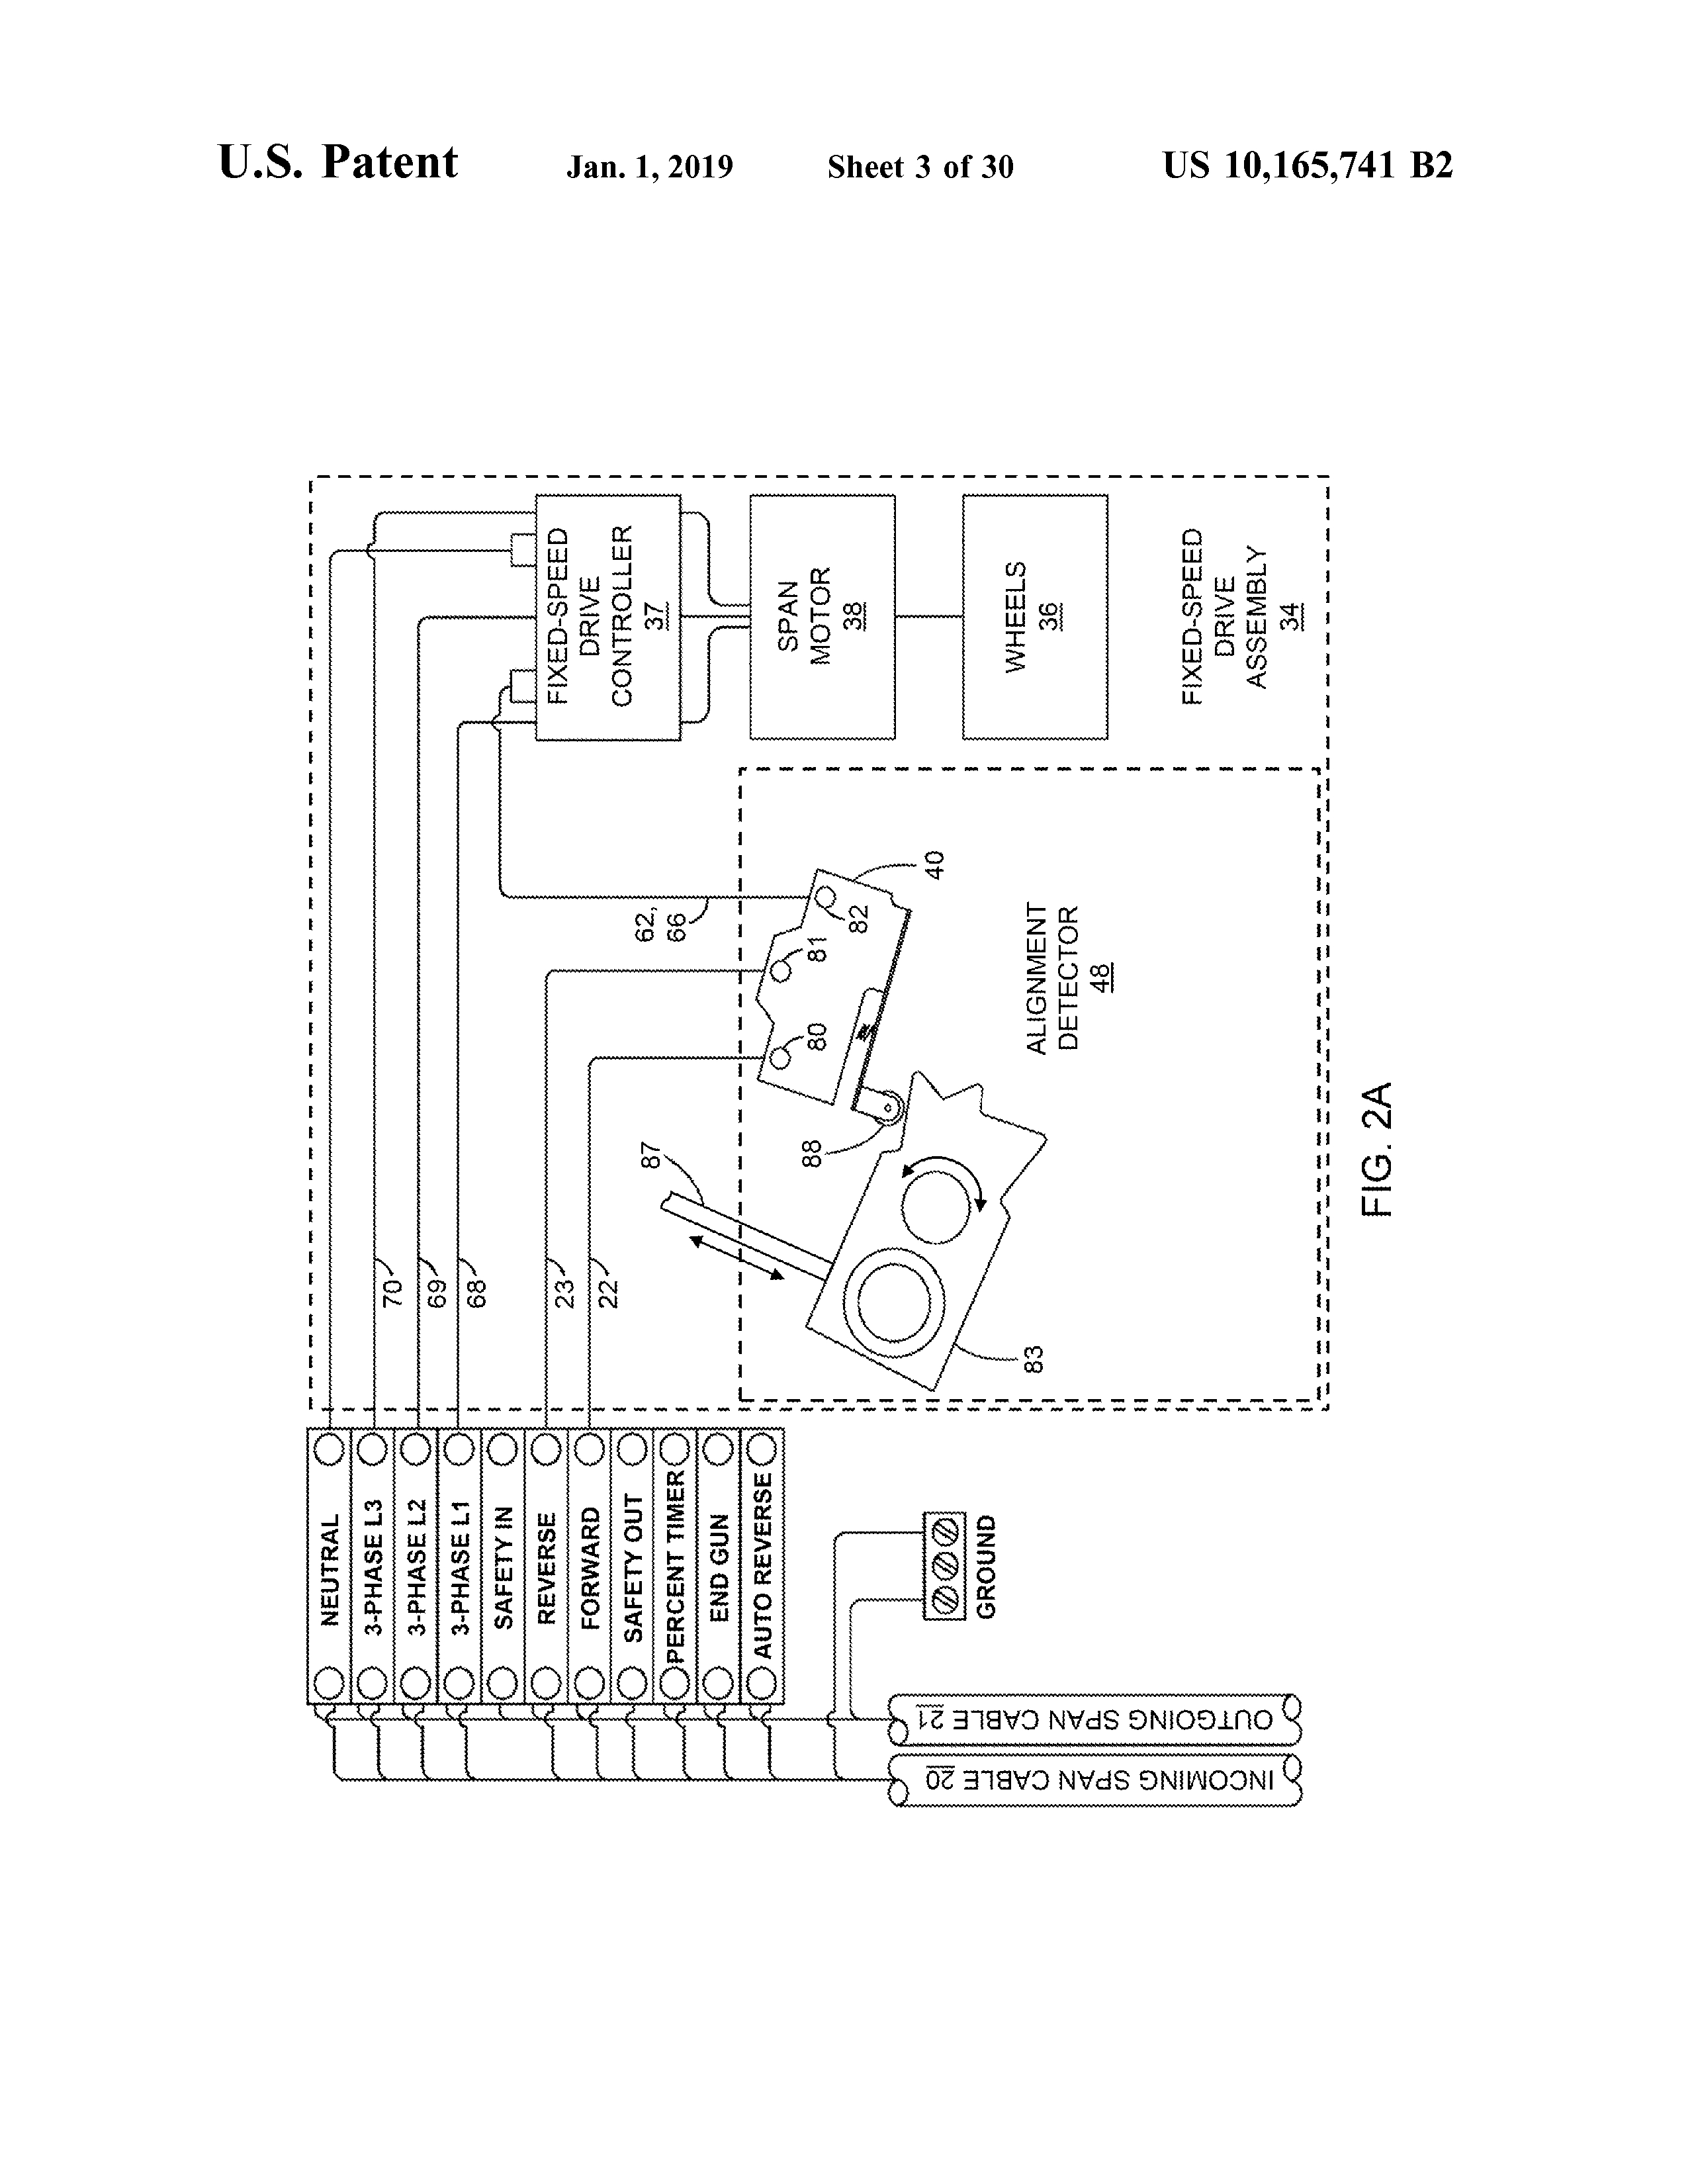 U.S. Patent Jan. 1, 2019 Sheet 3 of 30 US 10,165,741 B2
NEUTRAL
3-PHASE L3
3-PHASE L2
3-PHASE L1
SAFETY IN
REVERSE
FORWARD
SAFETY OUT
PERCENT TIMER
END GUN
AUTO REVERSE
GROUND
OUTGOING SPAN CABLE 21
INCOMING SPAN CABLE 20
70
69
68
23
22
87
88
83
62,
66
80
81
82
40
ALIGNMENT
DETECTOR
48
FIXED-SPEED
DRIVE
CONTROLLER
37
SPAN
MOTOR
38
WHEELS
36
FIXED-SPEED
DRIVE
ASSEMBLY
34
FIG. 2A